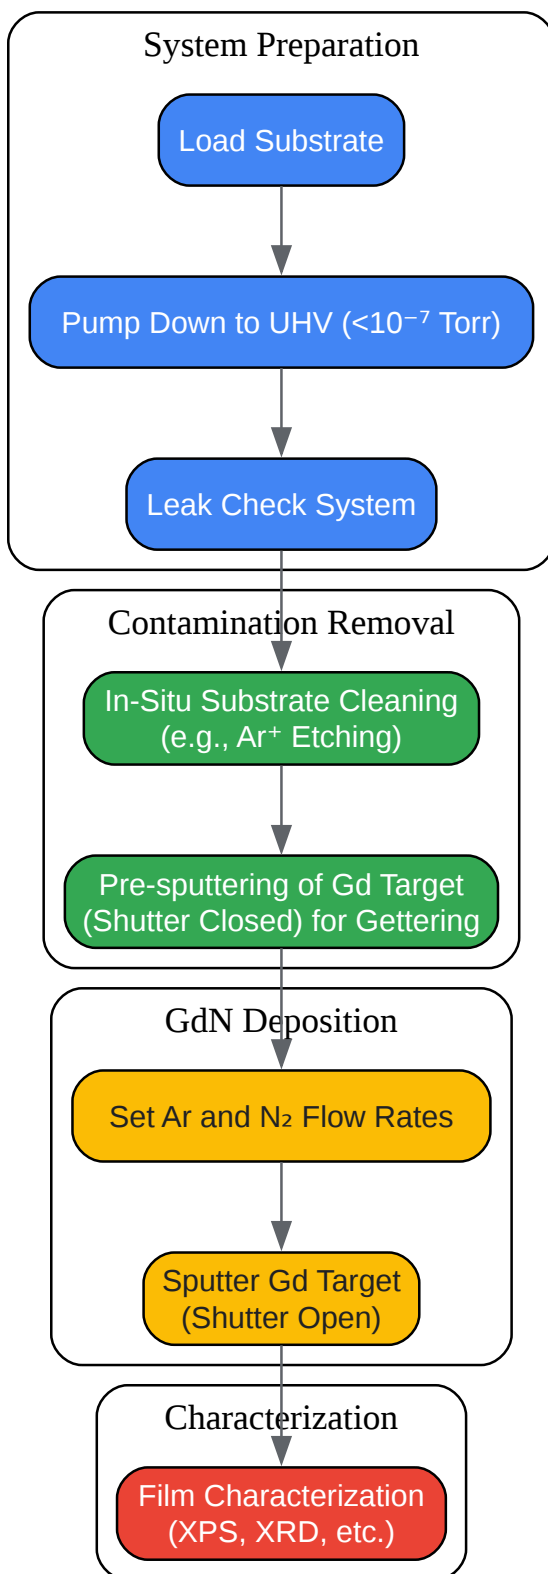 System Preparation
Load Substrate
Pump Down to UHV (<10⁻⁷ Torr)
Leak Check System
Contamination Removal
In-Situ Substrate Cleaning
(e.g., Ar⁺ Etching)
Pre-sputtering of Gd Target
(Shutter Closed) for Gettering
GdN Deposition
Set Ar and N₂ Flow Rates
Sputter Gd Target
(Shutter Open)
Characterization
Film Characterization
(XPS, XRD, etc.)